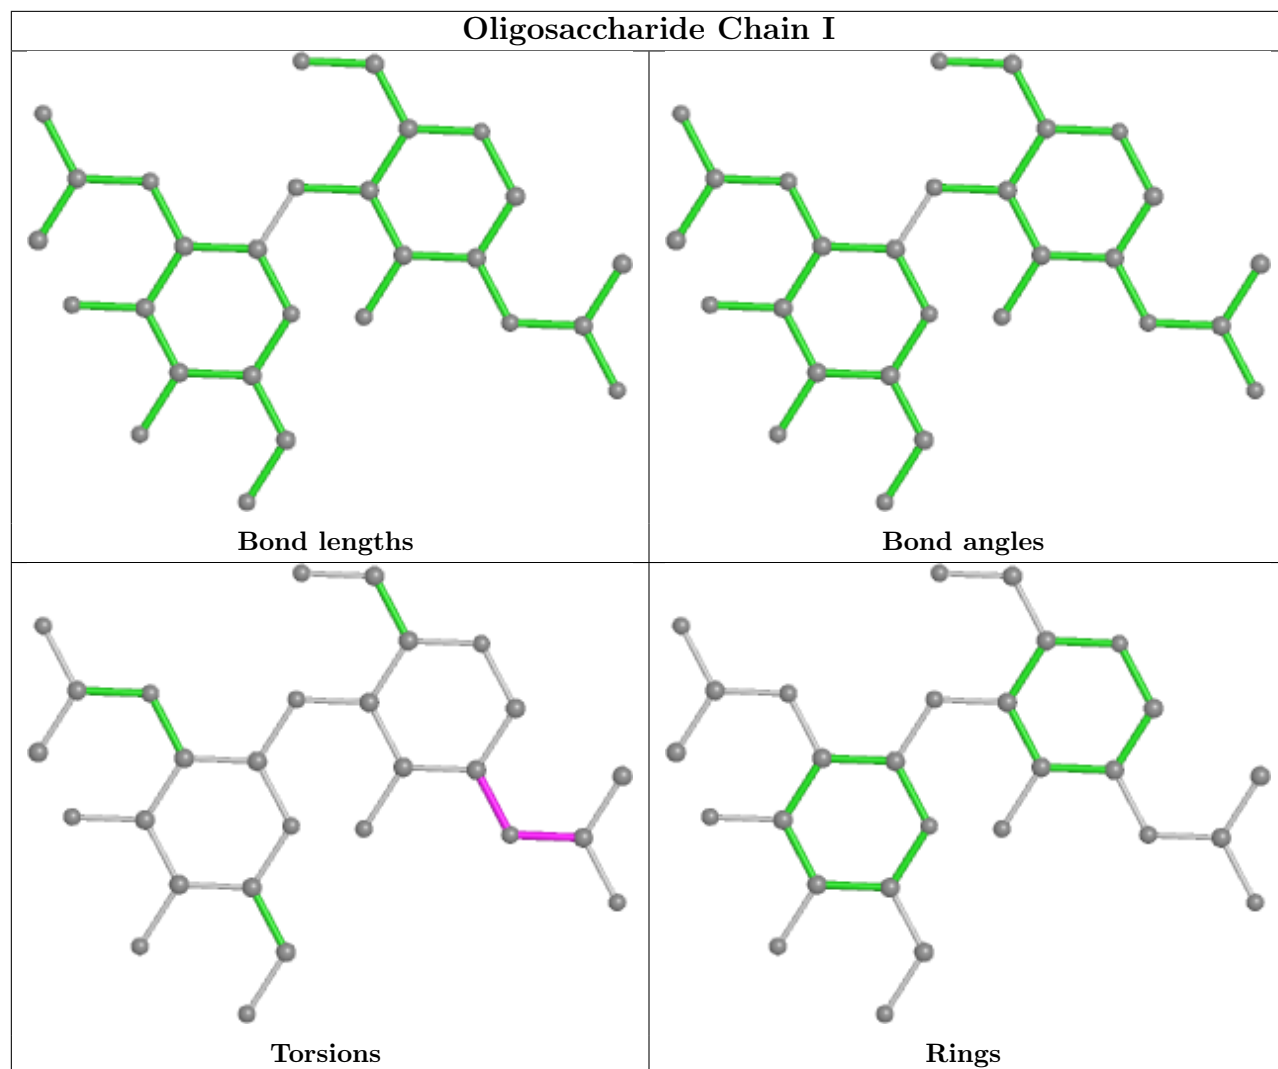 Oligosaccharide Chain I
Bond lengths
Bond angles
Torsions
Rings